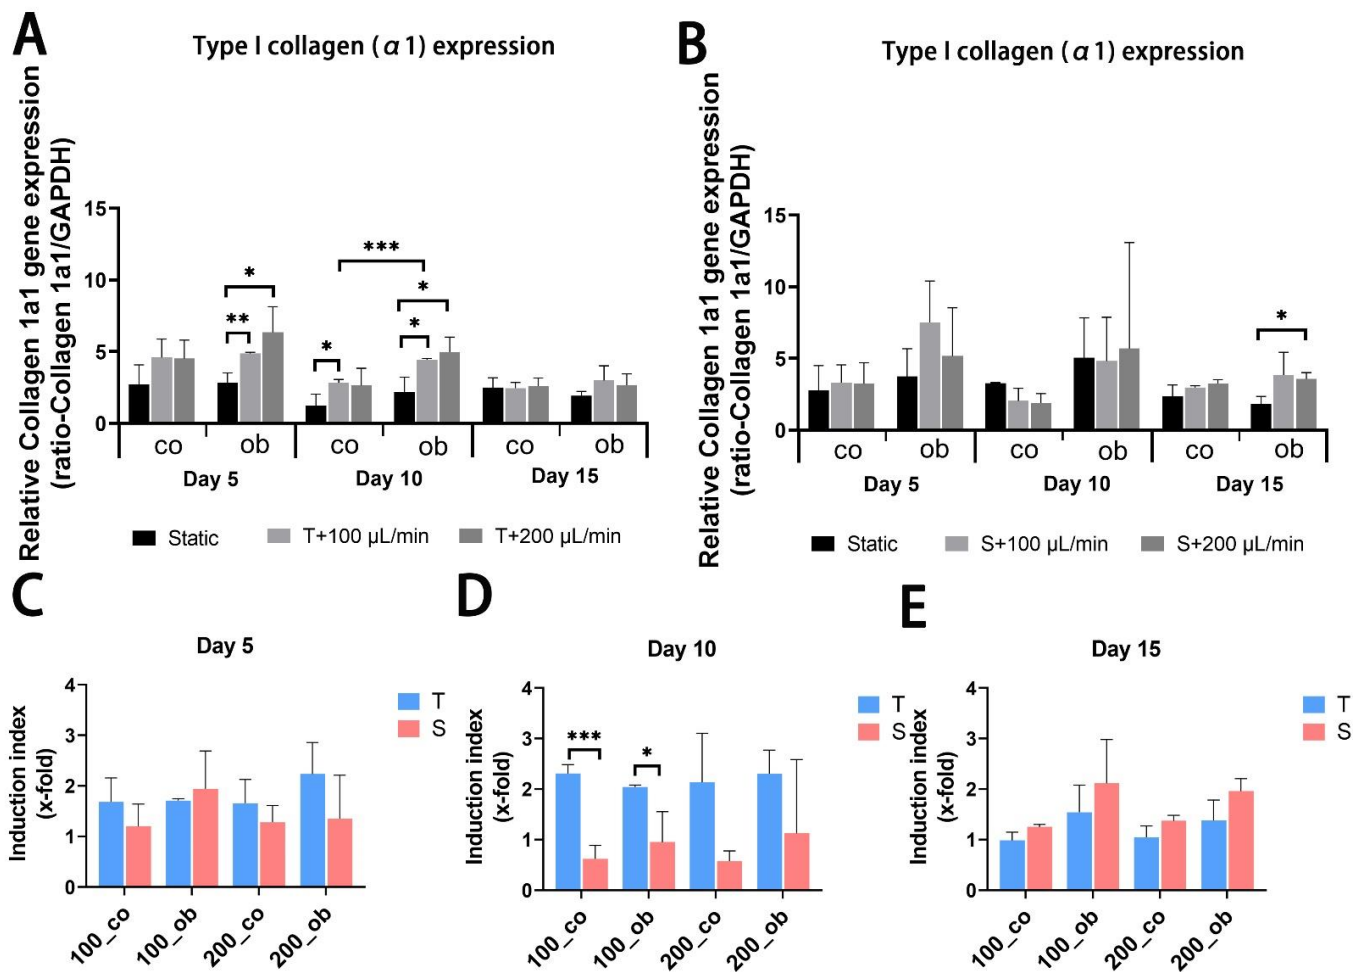 A
Type I collagen (α1) expression
Relative Collagen 1a1 gene expression
(ratio-Collagen 1a1/GAPDH)
15
10
5
0
***
*
**
*
*
*
co
ob
co
ob
co
ob
Day 5
Day 10
Day 15
Static
T+100 µL/min
T+200 µL/min
B
Type I collagen (α1) expression
Relative Collagen 1a1 gene expression
(ratio-Collagen 1a1/GAPDH)
15
10
5
0
*
co
ob
co
ob
co
ob
Day 5
Day 10
Day 15
Static
S+100 µL/min
S+200 µL/min
C
Day 5
Induction index
(x-fold)
4
3
2
1
0
T
S
100_co
100_ob
200_co
200_ob
D
Day 10
Induction index
(x-fold)
4
3
2
1
0
***
*
T
S
100_co
100_ob
200_co
200_ob
E
Day 15
Induction index
(x-fold)
4
3
2
1
0
T
S
100_co
100_ob
200_co
200_ob